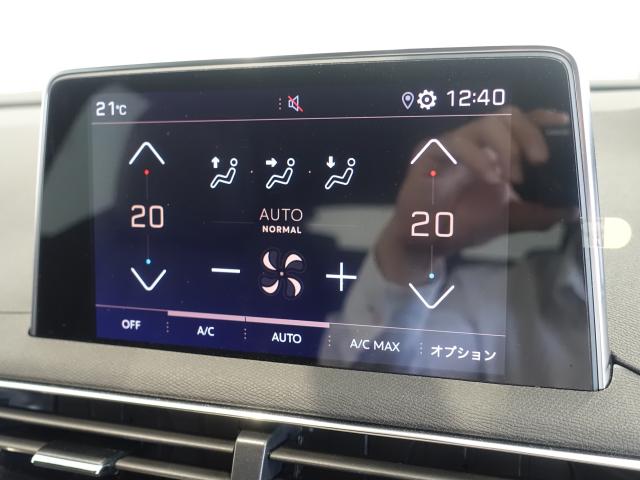 21℃ 12:40
20 AUTO 20
NORMAL
OFF A/C AUTO A/C MAX オプション